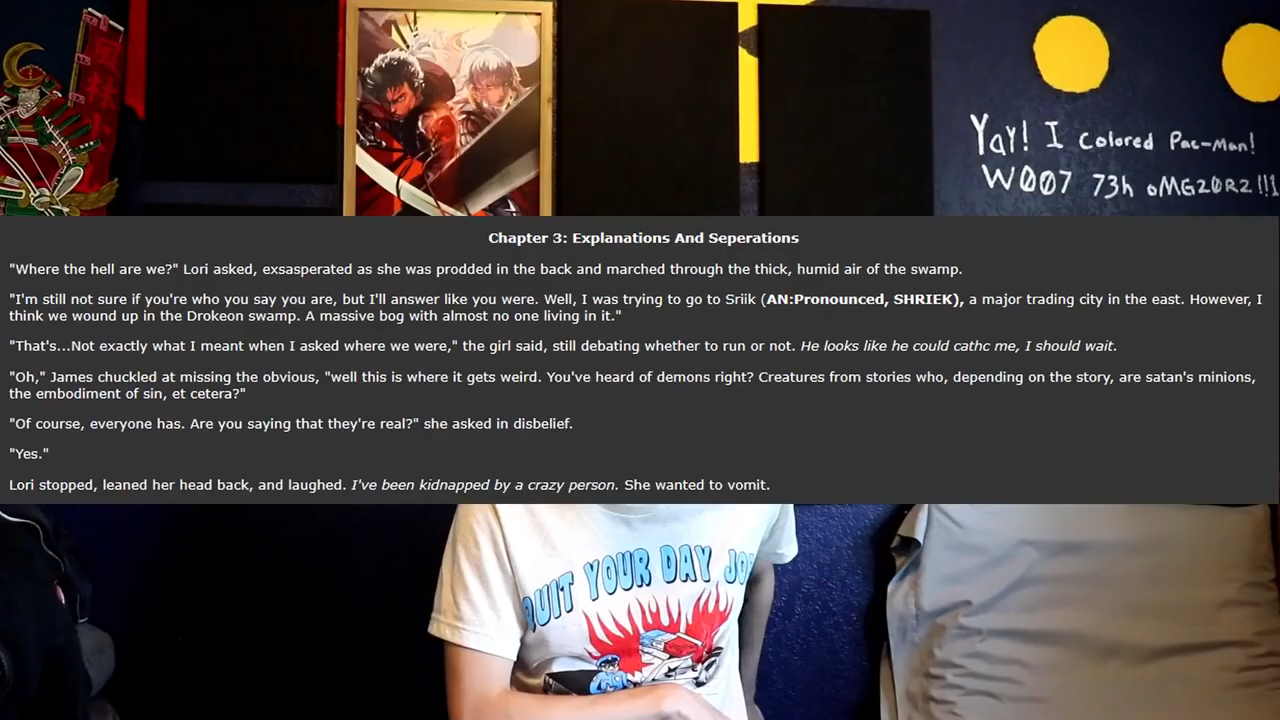 風林火
Yay! I Colored Pac-Man!
W007 73h oMG20R2!!!1
Chapter 3: Explanations And Seperations
"Where the hell are we?" Lori asked, exsasperated as she was prodded in the back and marched through the thick, humid air of the swamp.
"I'm still not sure if you're who you say you are, but I'll answer like you were. Well, I was trying to go to Sriik (AN:Pronounced, SHRIEK), a major trading city in the east. However, I
think we wound up in the Drokeon swamp. A massive bog with almost no one living in it."
"That's...Not exactly what I meant when I asked where we were," the girl said, still debating whether to run or not. He looks like he could cathc me, I should wait.
"Oh," James chuckled at missing the obvious, "well this is where it gets weird. You've heard of demons right? Creatures from stories who, depending on the story, are satan's minions,
the embodiment of sin, et cetera?"
"Of course, everyone has. Are you saying that they're real?" she asked in disbelief.
"Yes."
Lori stopped, leaned her head back, and laughed. I've been kidnapped by a crazy person. She wanted to vomit.
QUIT YOUR DAY JOB